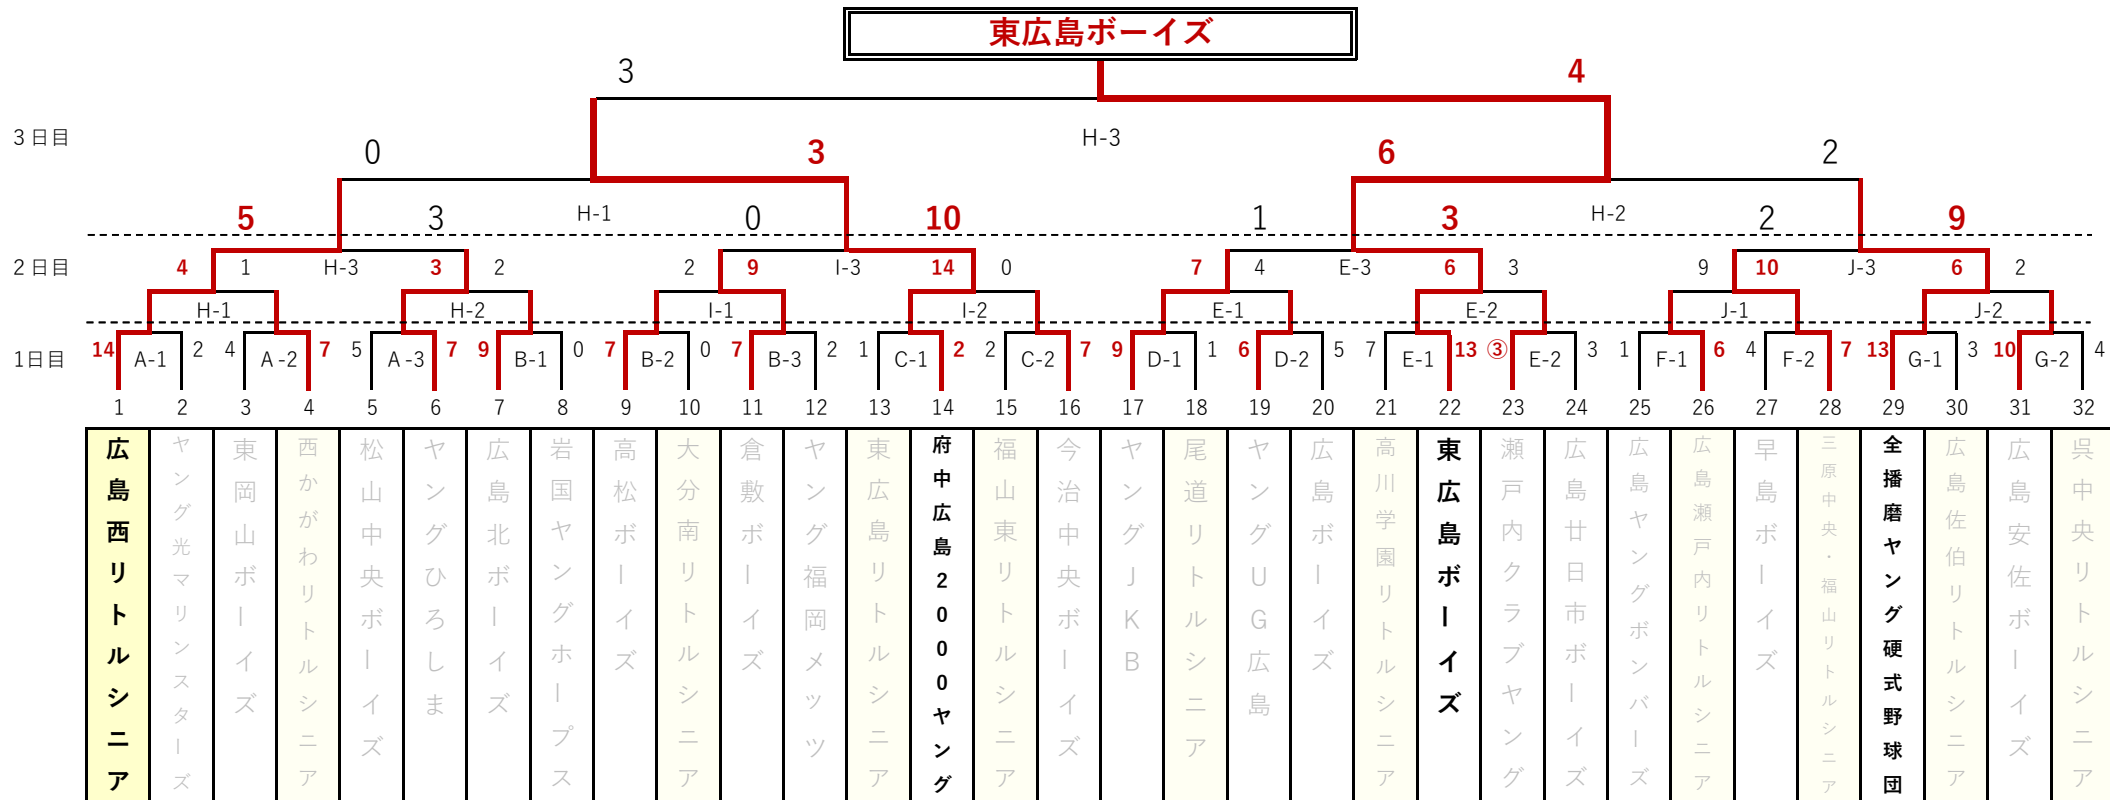 東広島ボーイズ
3 4
3日目 H-3
0 3 6 2
5 3 H-1 0 10 1 3 H-2 2 9
2日目 4 1 H-3 3 2 2 9 I-3 14 0 7 4 E-3 6 3 9 10 J-3 6 2
H-1 H-2 I-1 I-2 E-1 E-2 J-1 J-2
1日目 14 A-1 2 4 A-2 7 5 A-3 7 9 B-1 0 7 B-2 0 7 B-3 2 1 C-1 2 2 C-2 7 9 D-1 1 6 D-2 5 7 E-1 13 ③ E-2 3 1 F-1 6 4 F-2 7 13 G-1 3 10 G-2 4
1 2 3 4 5 6 7 8 9 10 11 12 13 14 15 16 17 18 19 20 21 22 23 24 25 26 27 28 29 30 31 32
広島西リトルシニア
ヤング光マリンスターズ
東岡山ボーイズ
西かがわリトルシニア
松山中央ボーイズ
ヤングひろしま
広島北ボーイズ
岩国ヤングホープス
高松ボーイズ
大分南リトルシニア
倉敷ボーイズ
ヤング福岡メッツ
東広島リトルシニア
府中広島2000ヤング
福山東リトルシニア
今治中央ボーイズ
ヤングJKB
尾道リトルシニア
ヤングUG広島
広島ボーイズ
高川学園リトルシニア
東広島ボーイズ
瀬戸内クラブヤング
広島廿日市ボーイズ
広島ヤングボンバーズ
広島瀬戸内リトルシニア
早島ボーイズ
三原中央・福山リトルシニア
全播磨ヤング硬式野球団
広島佐伯リトルシニア
広島安佐ボーイズ
呉中央リトルシニア